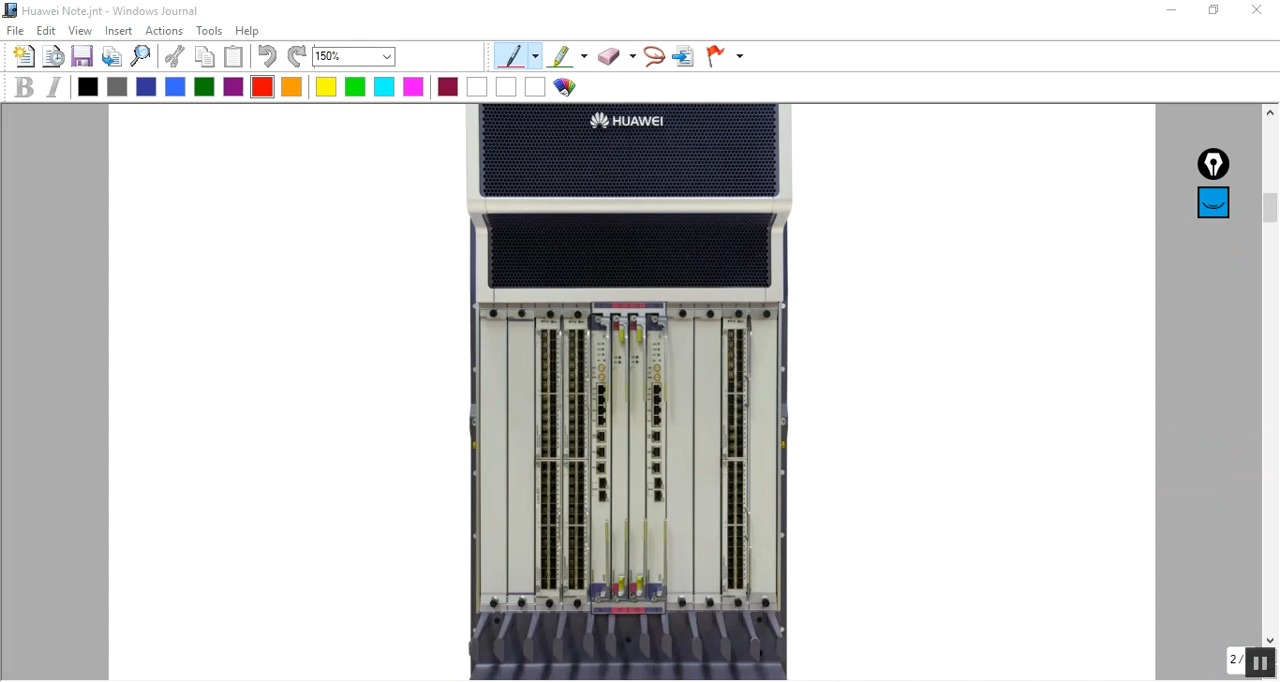 Huawei Note.jnt - Windows Journal
File Edit View Insert Actions Tools Help
150%
B I
HUAWEI
2 /